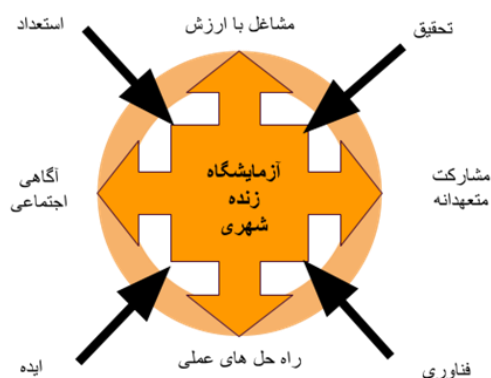 تحقیق
مشاغل با ارزش
استعداد
مشارکت
متعهدانه
آزمایشگاه
زنده
شهری
آگاهی
اجتماعی
فناوری
راه حل های عملی
ایده